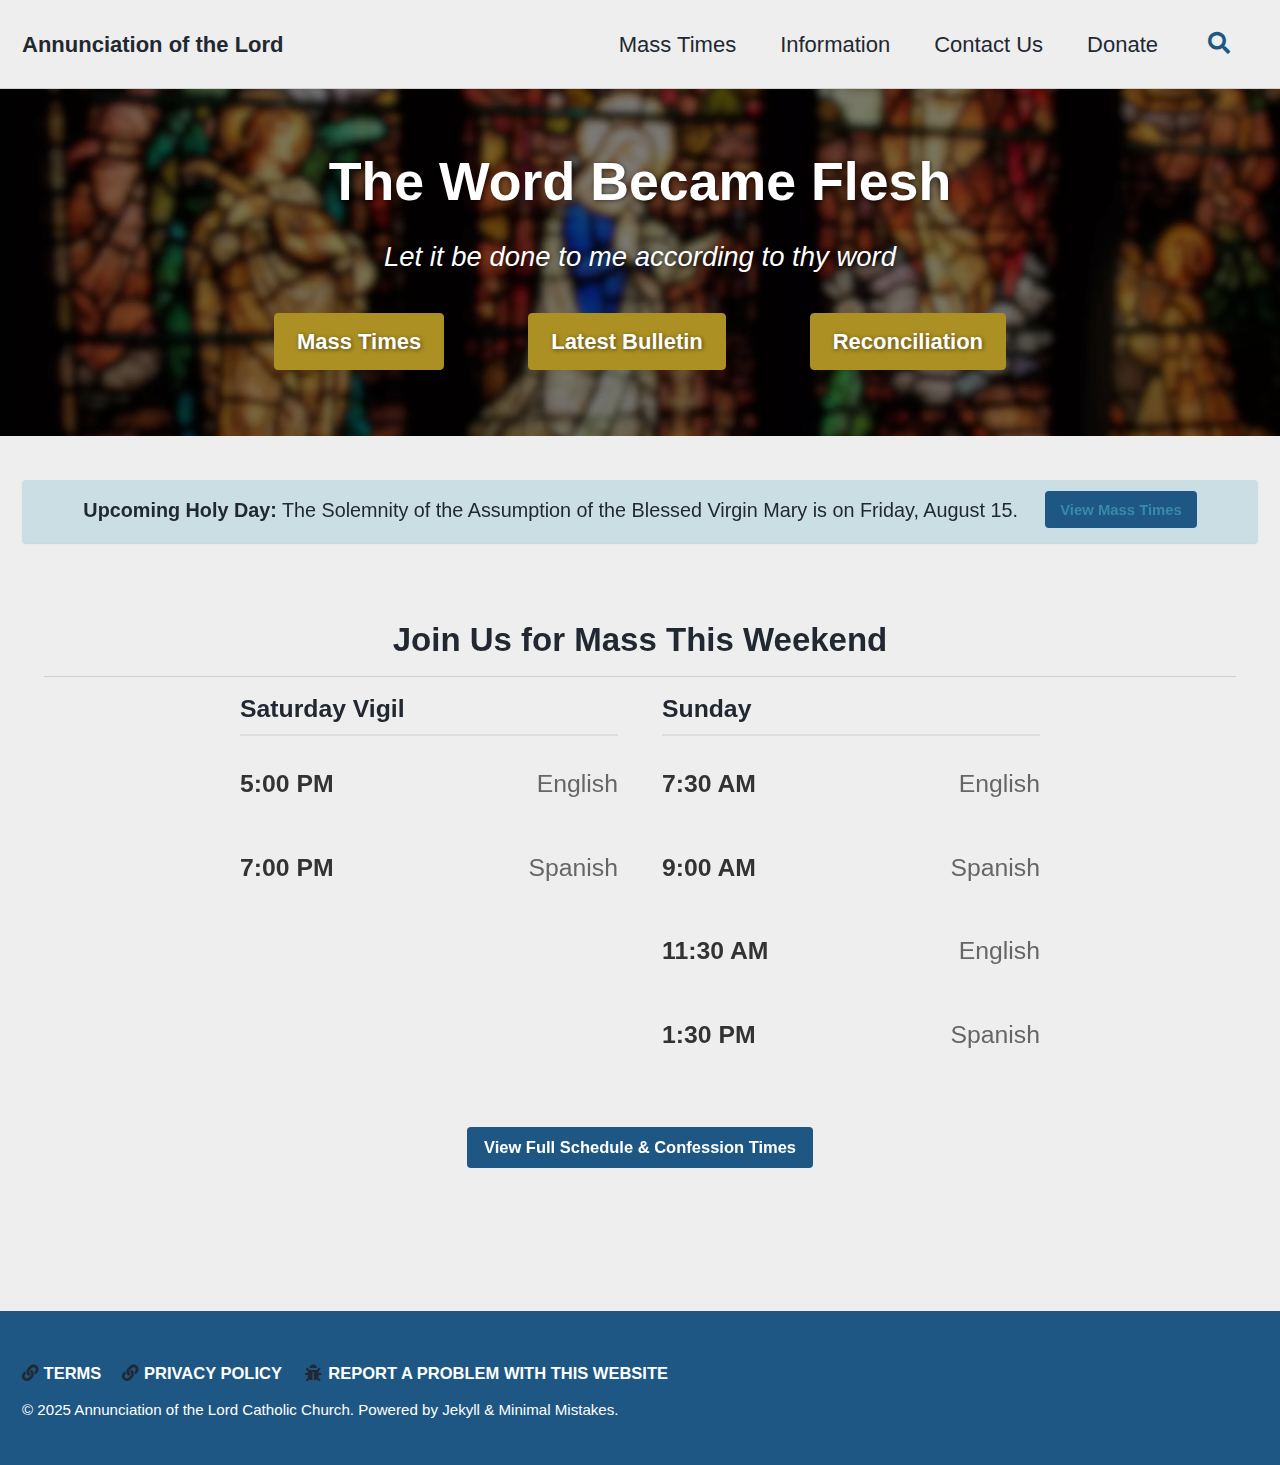 Annunciation of the Lord
Mass Times Information Contact Us Donate
The Word Became Flesh
Let it be done to me according to thy word
Mass Times Latest Bulletin Reconciliation
Upcoming Holy Day: The Solemnity of the Assumption of the Blessed Virgin Mary is on Friday, August 15. View Mass Times
Join Us for Mass This Weekend
Saturday Vigil
5:00 PM English
7:00 PM Spanish
Sunday
7:30 AM English
9:00 AM Spanish
11:30 AM English
1:30 PM Spanish
View Full Schedule & Confession Times
TERMS PRIVACY POLICY REPORT A PROBLEM WITH THIS WEBSITE
© 2025 Annunciation of the Lord Catholic Church. Powered by Jekyll & Minimal Mistakes.